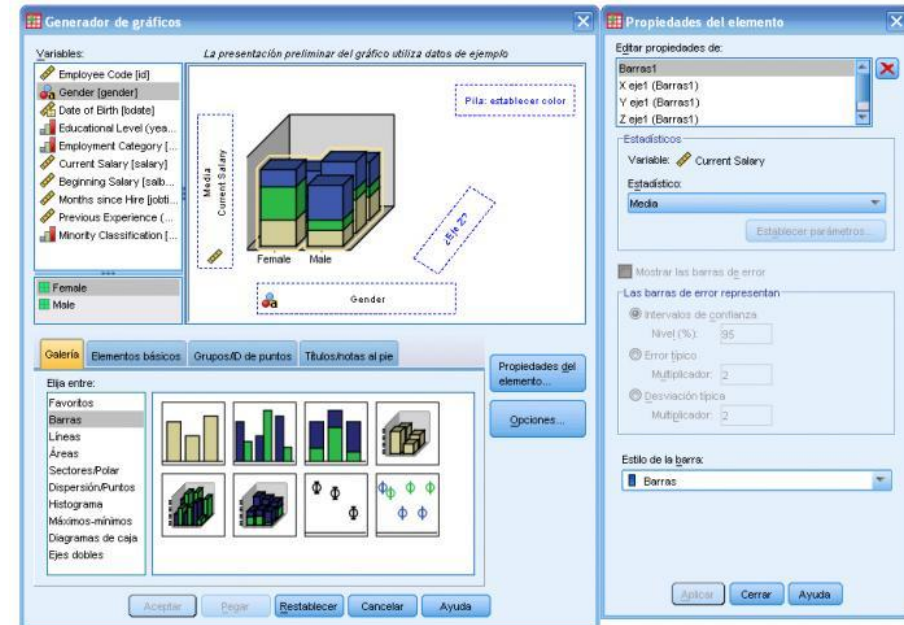 Generador de gráficos
Variables:
La presentación preliminar del gráfico utiliza datos de ejemplo
Employee Code [id]
Gender [gender]
Date of Birth [bdate]
Educational Level (yea...
Employment Category [...
Current Salary [salary]
Beginning Salary [salb...
Months since Hire [jobti...
Previous Experience (...
Minority Classification [...
Female
Male
Pila: establecer color
Media
Current Salary
¿Eje Z?
Female Male
Gender
Galería Elementos básicos Grupos/ID de puntos Títulos/notas al pie
Elija entre:
Favoritos
Barras
Líneas
Áreas
Sectores/Polar
Dispersión/Puntos
Histograma
Máximos-mínimos
Diagramas de caja
Ejes dobles
Propiedades del
elemento...
Opciones...
Aceptar Pegar Restablecer Cancelar Ayuda
Propiedades del elemento
Editar propiedades de:
Barras1
X eje1 (Barras1)
Y eje1 (Barras1)
Z eje1 (Barras1)
Estadísticos
Variable: Current Salary
Estadístico:
Media
Establecer parámetros...
Mostrar las barras de error
Las barras de error representan
Intervalos de confianza
Nivel (%): 95
Error típico
Multiplicador: 2
Desviación típica
Multiplicador: 2
Estilo de la barra:
Barras
Aplicar Cerrar Ayuda